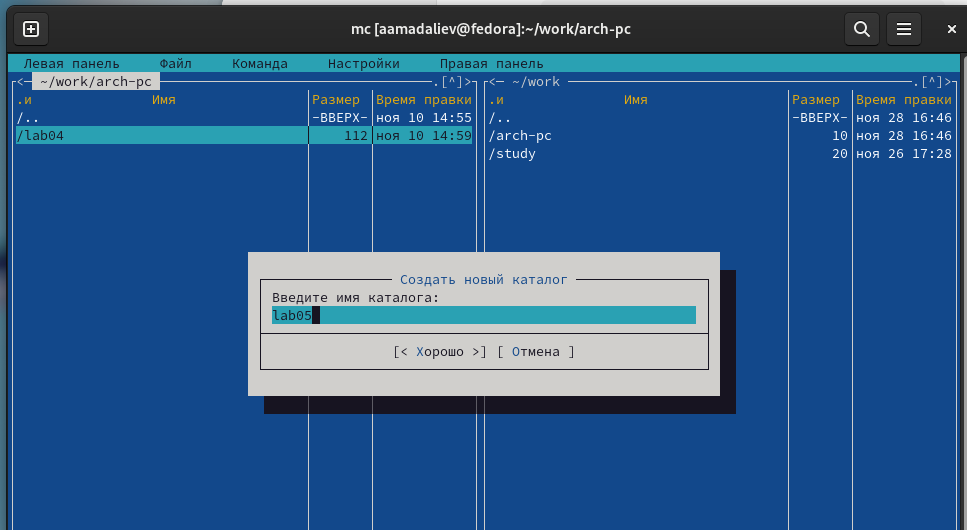 mc [aamadaliev@fedora]:~/work/arch-pc
Левая панель Файл Команда Настройки Правая панель
<─ ~/work/arch-pc .[^]> <─ ~/work .[^]>
.и Имя Размер Время правки .и Имя Размер Время правки
/.. -ВВЕРХ- ноя 10 14:55 /.. -ВВЕРХ- ноя 28 16:46
/lab04 112 ноя 10 14:59 /arch-pc 10 ноя 28 16:46
/study 20 ноя 26 17:28
Создать новый каталог
Введите имя каталога:
lab05
[< Хорошо >] [ Отмена ]